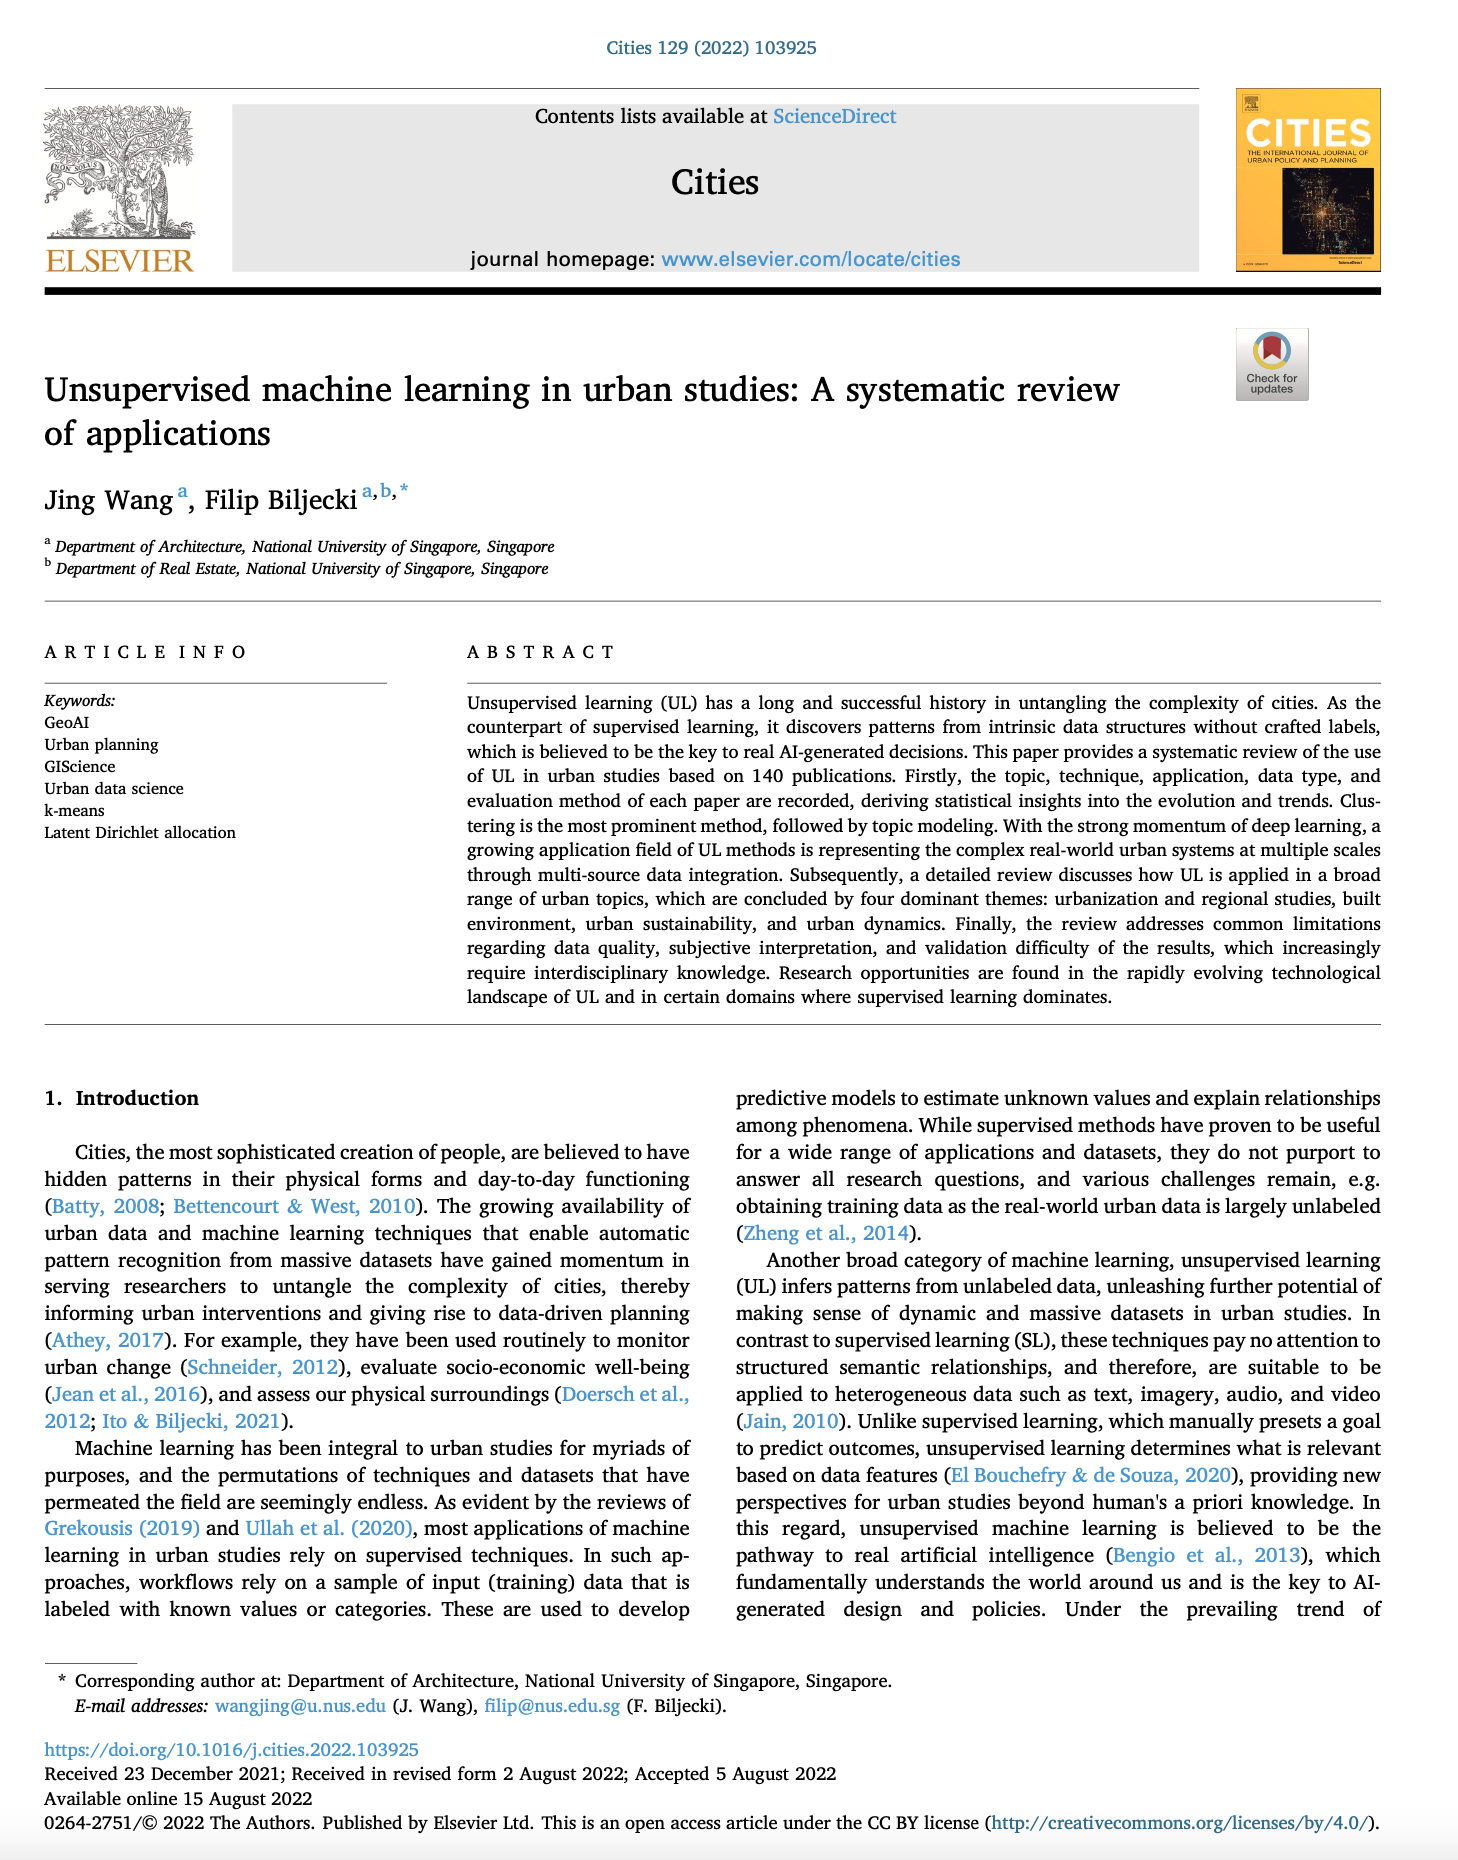 Cities 129 (2022) 103925
Contents lists available at ScienceDirect
Cities
journal homepage: www.elsevier.com/locate/cities
NON SOLUS
ELSEVIER
CITIES
THE INTERNATIONAL JOURNAL OF
URBAN POLICY AND PLANNING
Check for
updates
Unsupervised machine learning in urban studies: A systematic review
of applications
Jing Wang a, Filip Biljecki a,b,*
a Department of Architecture, National University of Singapore, Singapore
b Department of Real Estate, National University of Singapore, Singapore
A R T I C L E I N F O
Keywords:
GeoAI
Urban planning
GIScience
Urban data science
k-means
Latent Dirichlet allocation
A B S T R A C T
Unsupervised learning (UL) has a long and successful history in untangling the complexity of cities. As the
counterpart of supervised learning, it discovers patterns from intrinsic data structures without crafted labels,
which is believed to be the key to real AI-generated decisions. This paper provides a systematic review of the use
of UL in urban studies based on 140 publications. Firstly, the topic, technique, application, data type, and
evaluation method of each paper are recorded, deriving statistical insights into the evolution and trends. Clus-
tering is the most prominent method, followed by topic modeling. With the strong momentum of deep learning, a
growing application field of UL methods is representing the complex real-world urban systems at multiple scales
through multi-source data integration. Subsequently, a detailed review discusses how UL is applied in a broad
range of urban topics, which are concluded by four dominant themes: urbanization and regional studies, built
environment, urban sustainability, and urban dynamics. Finally, the review addresses common limitations
regarding data quality, subjective interpretation, and validation difficulty of the results, which increasingly
require interdisciplinary knowledge. Research opportunities are found in the rapidly evolving technological
landscape of UL and in certain domains where supervised learning dominates.
1. Introduction
Cities, the most sophisticated creation of people, are believed to have
hidden patterns in their physical forms and day-to-day functioning
(Batty, 2008; Bettencourt & West, 2010). The growing availability of
urban data and machine learning techniques that enable automatic
pattern recognition from massive datasets have gained momentum in
serving researchers to untangle the complexity of cities, thereby
informing urban interventions and giving rise to data-driven planning
(Athey, 2017). For example, they have been used routinely to monitor
urban change (Schneider, 2012), evaluate socio-economic well-being
(Jean et al., 2016), and assess our physical surroundings (Doersch et al.,
2012; Ito & Biljecki, 2021).
Machine learning has been integral to urban studies for myriads of
purposes, and the permutations of techniques and datasets that have
permeated the field are seemingly endless. As evident by the reviews of
Grekousis (2019) and Ullah et al. (2020), most applications of machine
learning in urban studies rely on supervised techniques. In such ap-
proaches, workflows rely on a sample of input (training) data that is
labeled with known values or categories. These are used to develop
predictive models to estimate unknown values and explain relationships
among phenomena. While supervised methods have proven to be useful
for a wide range of applications and datasets, they do not purport to
answer all research questions, and various challenges remain, e.g.
obtaining training data as the real-world urban data is largely unlabeled
(Zheng et al., 2014).
Another broad category of machine learning, unsupervised learning
(UL) infers patterns from unlabeled data, unleashing further potential of
making sense of dynamic and massive datasets in urban studies. In
contrast to supervised learning (SL), these techniques pay no attention to
structured semantic relationships, and therefore, are suitable to be
applied to heterogeneous data such as text, imagery, audio, and video
(Jain, 2010). Unlike supervised learning, which manually presets a goal
to predict outcomes, unsupervised learning determines what is relevant
based on data features (El Bouchefry & de Souza, 2020), providing new
perspectives for urban studies beyond human's a priori knowledge. In
this regard, unsupervised machine learning is believed to be the
pathway to real artificial intelligence (Bengio et al., 2013), which
fundamentally understands the world around us and is the key to AI-
generated design and policies. Under the prevailing trend of
* Corresponding author at: Department of Architecture, National University of Singapore, Singapore.
E-mail addresses: wangjing@u.nus.edu (J. Wang), filip@nus.edu.sg (F. Biljecki).
https://doi.org/10.1016/j.cities.2022.103925
Received 23 December 2021; Received in revised form 2 August 2022; Accepted 5 August 2022
Available online 15 August 2022
0264-2751/© 2022 The Authors. Published by Elsevier Ltd. This is an open access article under the CC BY license (http://creativecommons.org/licenses/by/4.0/).